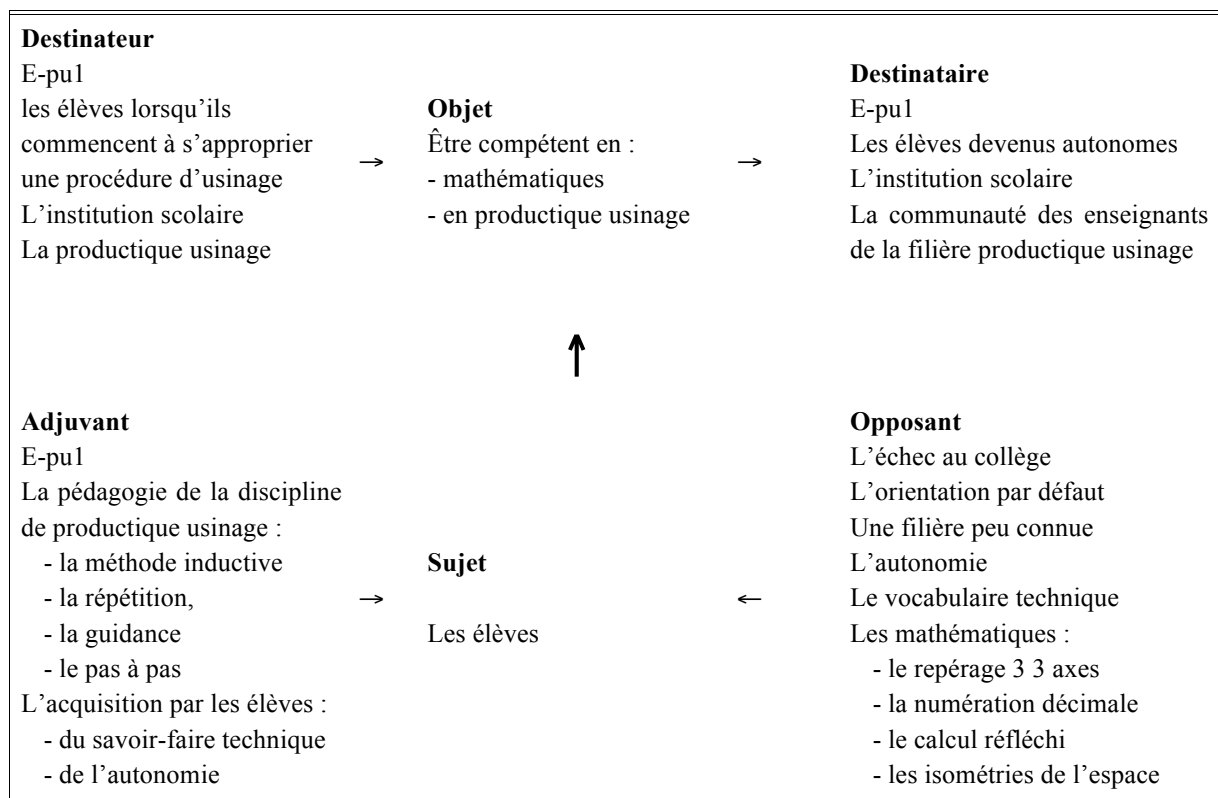 Destinateur
E-pu1
les élèves lorsqu'ils
commencent à s'approprier
une procédure d'usinage
L'institution scolaire
La productique usinage
→
Objet
Être compétent en :
- mathématiques
- en productique usinage
→
Destinataire
E-pu1
Les élèves devenus autonomes
L'institution scolaire
La communauté des enseignants
de la filière productique usinage
↑
Adjuvant
E-pu1
La pédagogie de la discipline
de productique usinage :
- la méthode inductive
- la répétition,
- la guidance
- le pas à pas
L'acquisition par les élèves :
- du savoir-faire technique
- de l'autonomie
→
Sujet
Les élèves
←
Opposant
L'échec au collège
L'orientation par défaut
Une filière peu connue
L'autonomie
Le vocabulaire technique
Les mathématiques :
- le repérage 3 3 axes
- la numération décimale
- le calcul réfléchi
- les isométries de l'espace